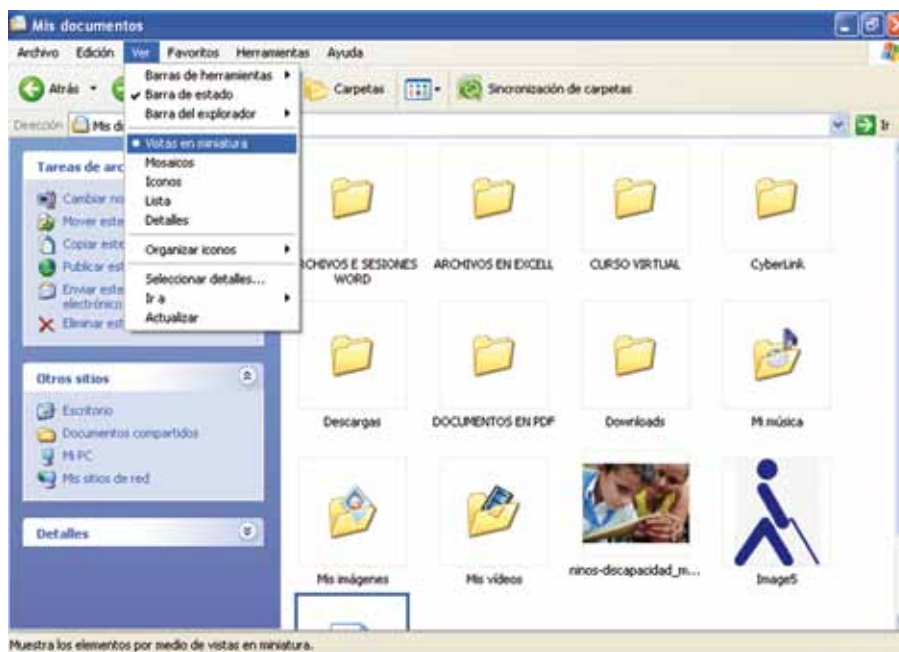 Mis documentos
Archivo Edición Ver Favoritos Herramientas Ayuda
Atrás Carpetas Sincronización de carpetas
Dirección Mis d Ir
Barras de herramientas
Barra de estado
Barra del explorador
Vistas en miniatura
Mosaicos
Iconos
Lista
Detalles
Organizar iconos
Seleccionar detalles...
Ir a
Actualizar
Tareas de arc
Cambiar no
Mover este
Copiar este
Publicar est
Enviar este
electrónico
Eliminar est
Otros sitios
Escritorio
Documentos compartidos
Mi PC
Mis sitios de red
Detalles
RCHIVOS E SESIONES
WORD
ARCHIVOS EN EXCELL
CURSO VIRTUAL
CyberLink
Descargas
DOCUMENTOS EN PDF
Downloads
Mi música
Mis imágenes
Mis vídeos
ninos-discapacidad_m...
Image5
Muestra los elementos por medio de vistas en miniatura.